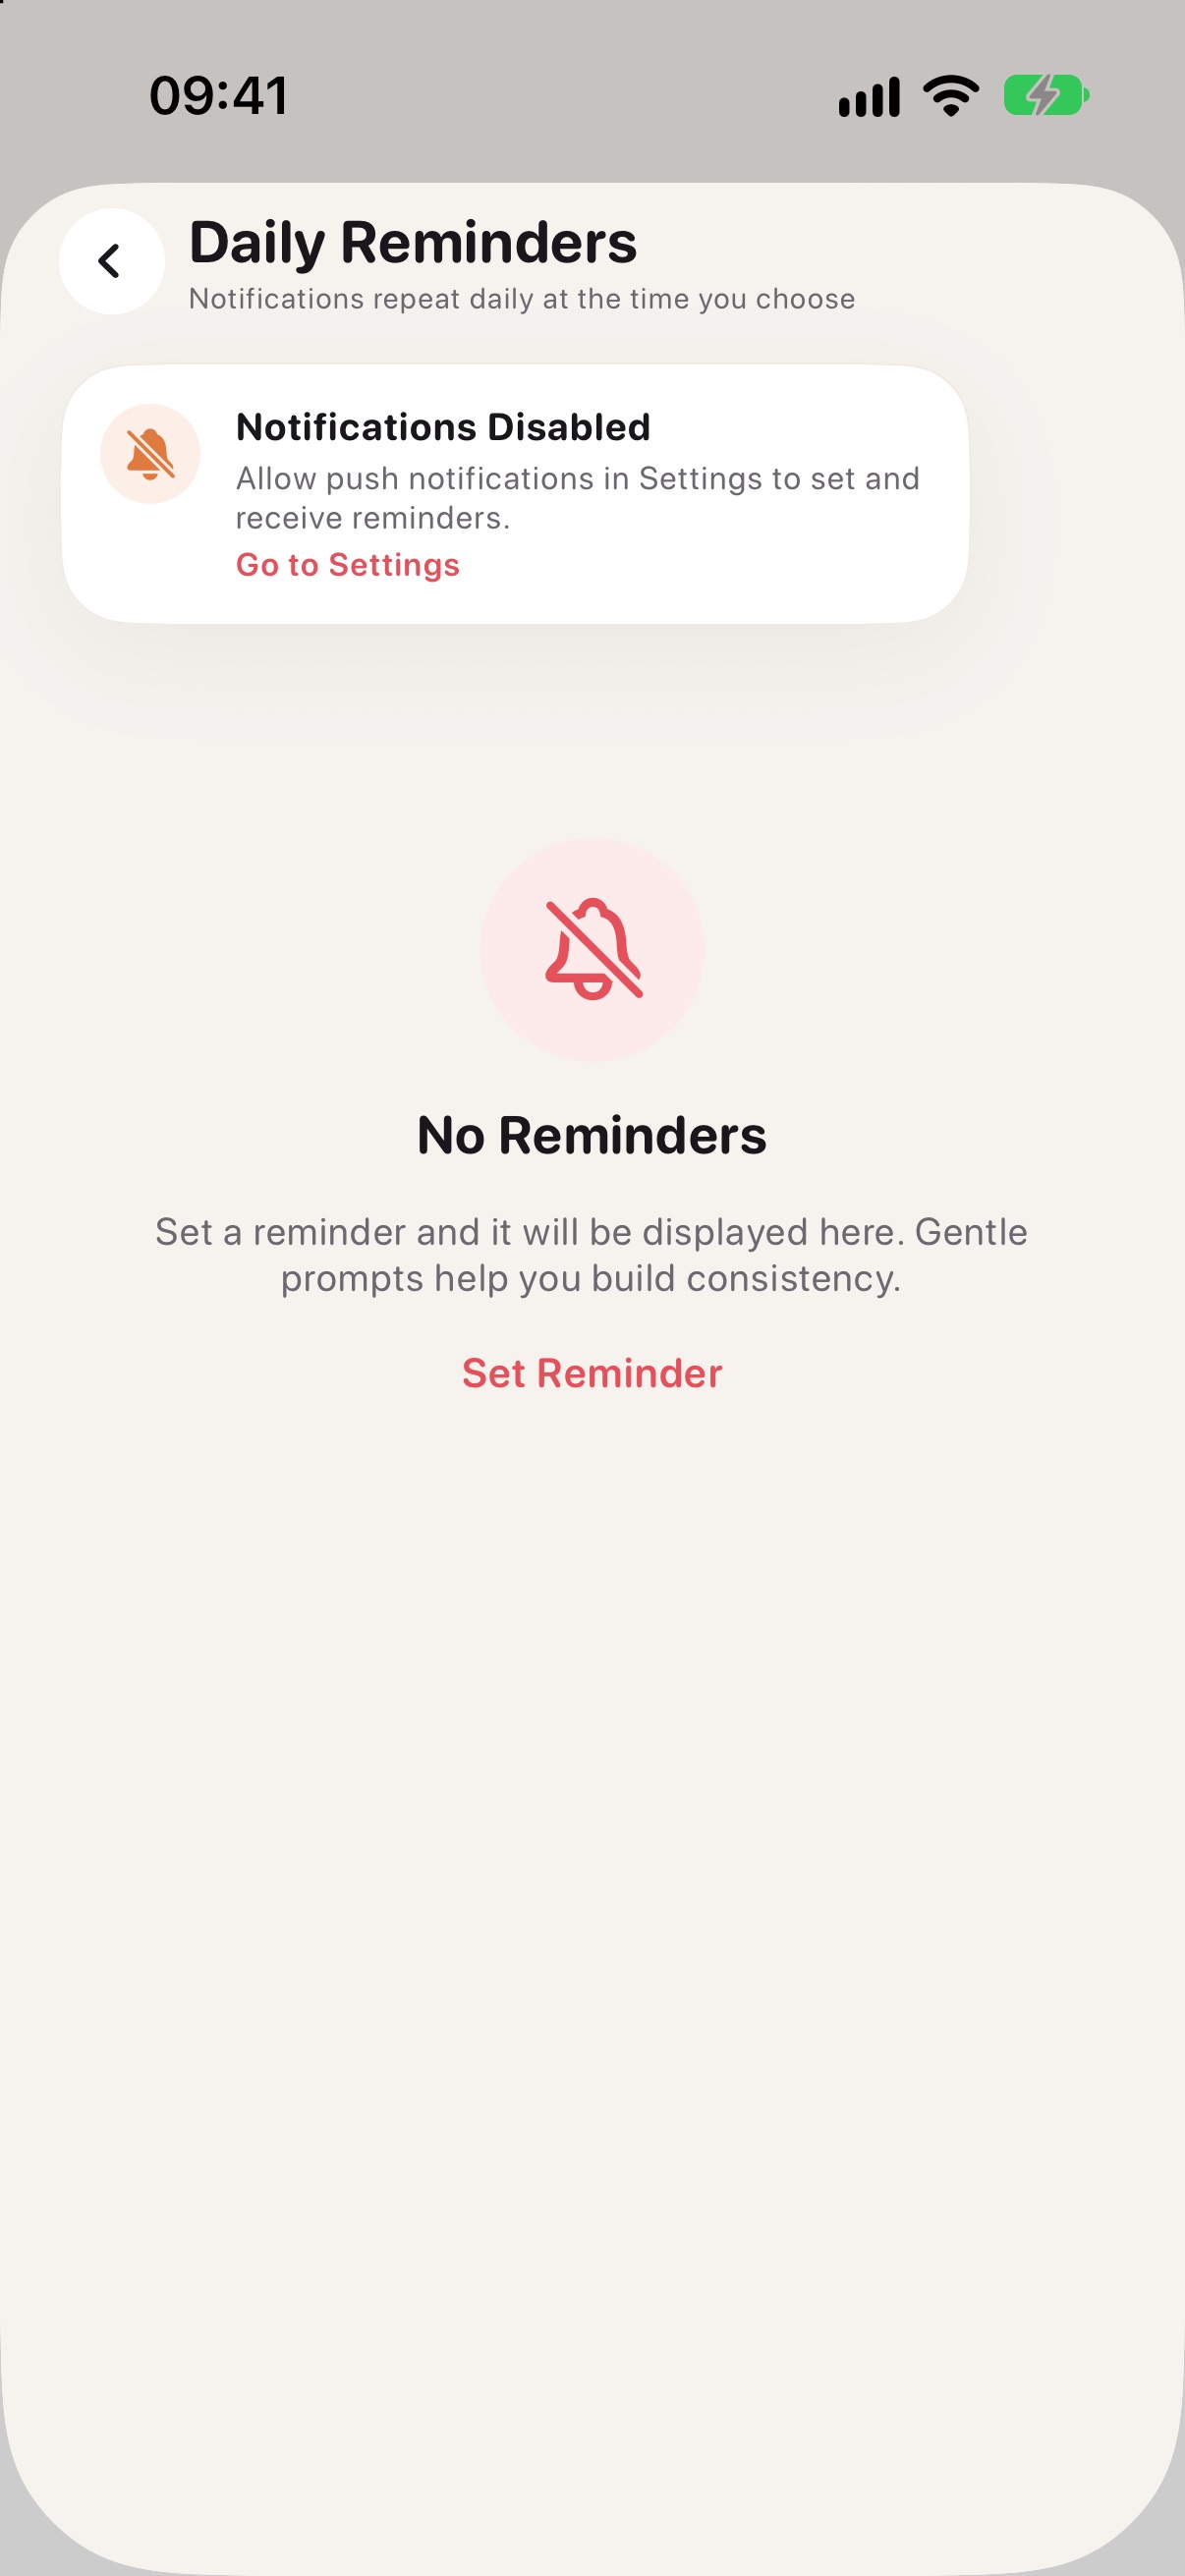 09:41
Daily Reminders
Notifications repeat daily at the time you choose
Notifications Disabled
Allow push notifications in Settings to set and
receive reminders.
Go to Settings
No Reminders
Set a reminder and it will be displayed here. Gentle
prompts help you build consistency.
Set Reminder